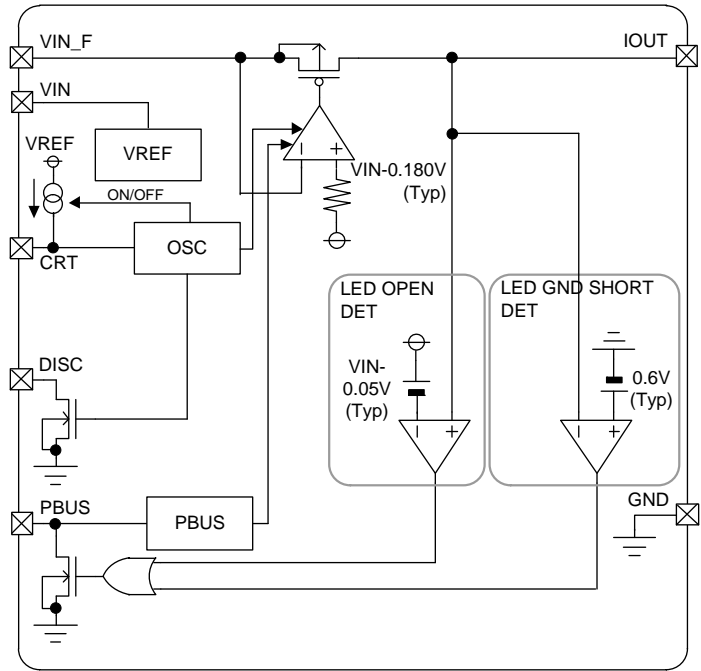 VIN_F
IOUT
VIN
VREF
VREF
ON/OFF
VIN-0.180V
(Typ)
OSC
CRT
LED OPEN
DET
LED GND SHORT
DET
DISC
VIN-
0.05V
(Typ)
0.6V
(Typ)
PBUS
PBUS
GND